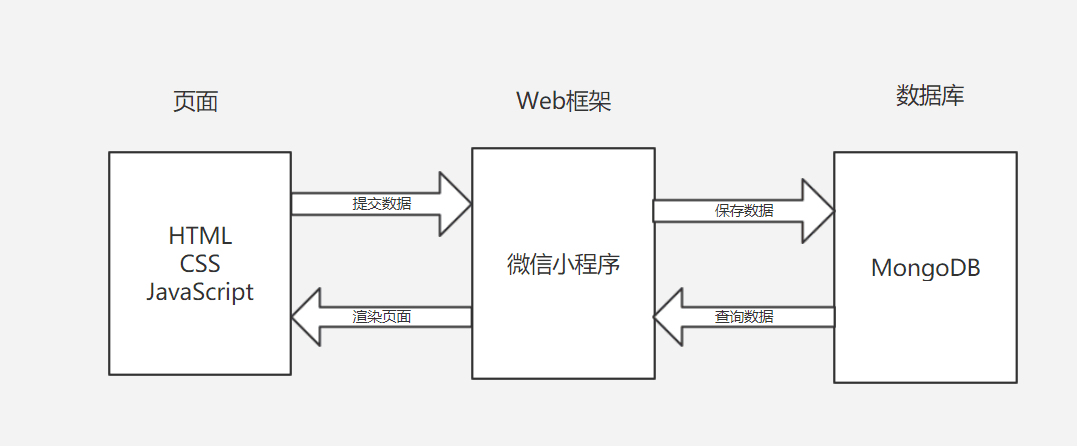 页面
Web框架
数据库
HTML
CSS
JavaScript
提交数据
渲染页面
微信小程序
保存数据
查询数据
MongoDB